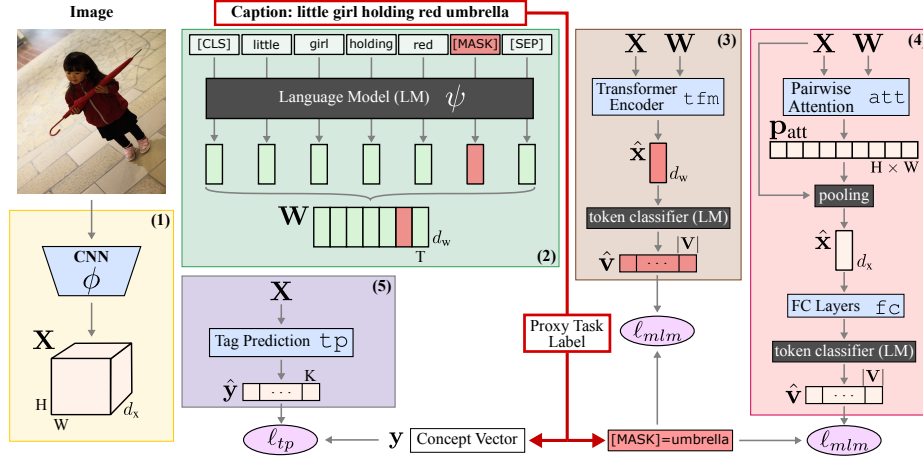 Image
Caption: little girl holding red umbrella
[CLS] little girl holding red [MASK] [SEP]
Language Model (LM) ψ
W
d_w
T
(2)
(1)
CNN
ϕ
X
H
W
d_x
(5)
X
Tag Prediction tp
K
ŷ
· · ·
ℓ_tp
y
Concept Vector
Proxy Task
Label
[MASK]=umbrella
(3)
X W
Transformer
Encoder tfm
x̂
d_w
token classifier (LM)
|V|
v̂
· · ·
ℓ_mlm
(4)
X W
Pairwise
Attention att
p_att
H × W
pooling
x̂
d_x
FC Layers fc
token classifier (LM)
|V|
v̂
· · ·
ℓ_mlm